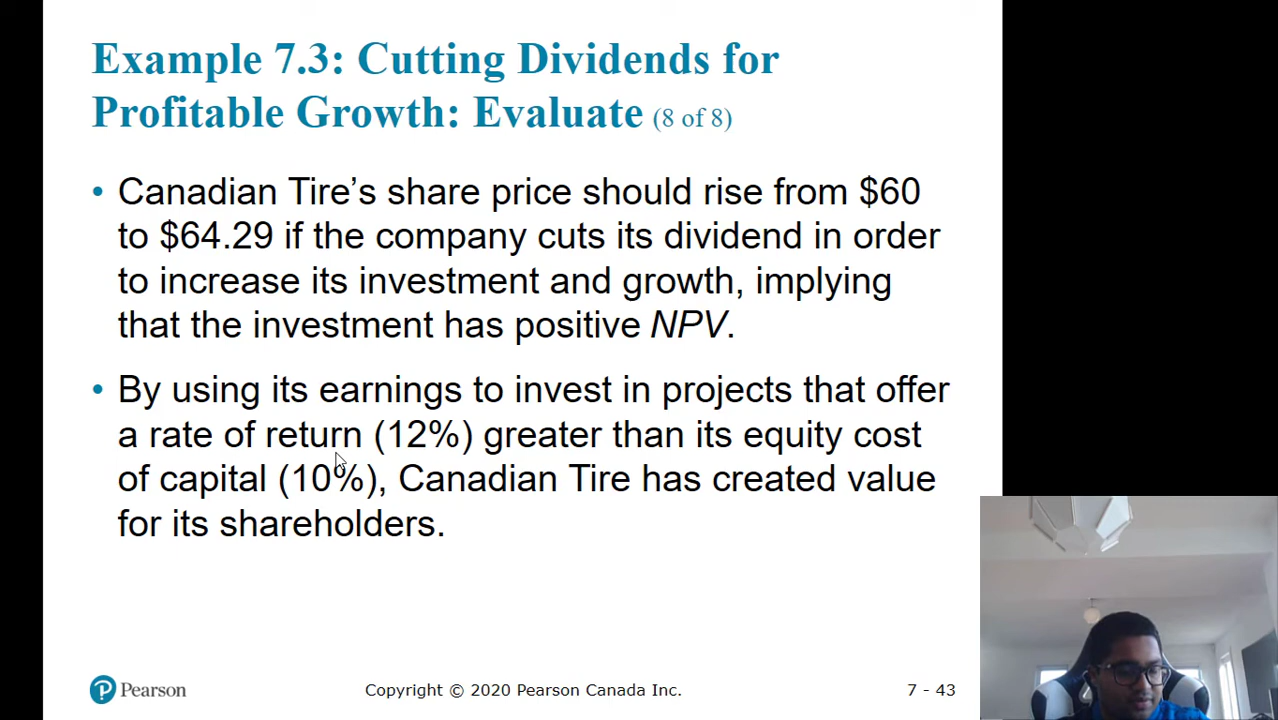 Example 7.3: Cutting Dividends for
Profitable Growth: Evaluate (8 of 8)
• Canadian Tire’s share price should rise from $60
to $64.29 if the company cuts its dividend in order
to increase its investment and growth, implying
that the investment has positive NPV.
• By using its earnings to invest in projects that offer
a rate of return (12%) greater than its equity cost
of capital (10%), Canadian Tire has created value
for its shareholders.
Pearson
Copyright © 2020 Pearson Canada Inc.
7 - 43